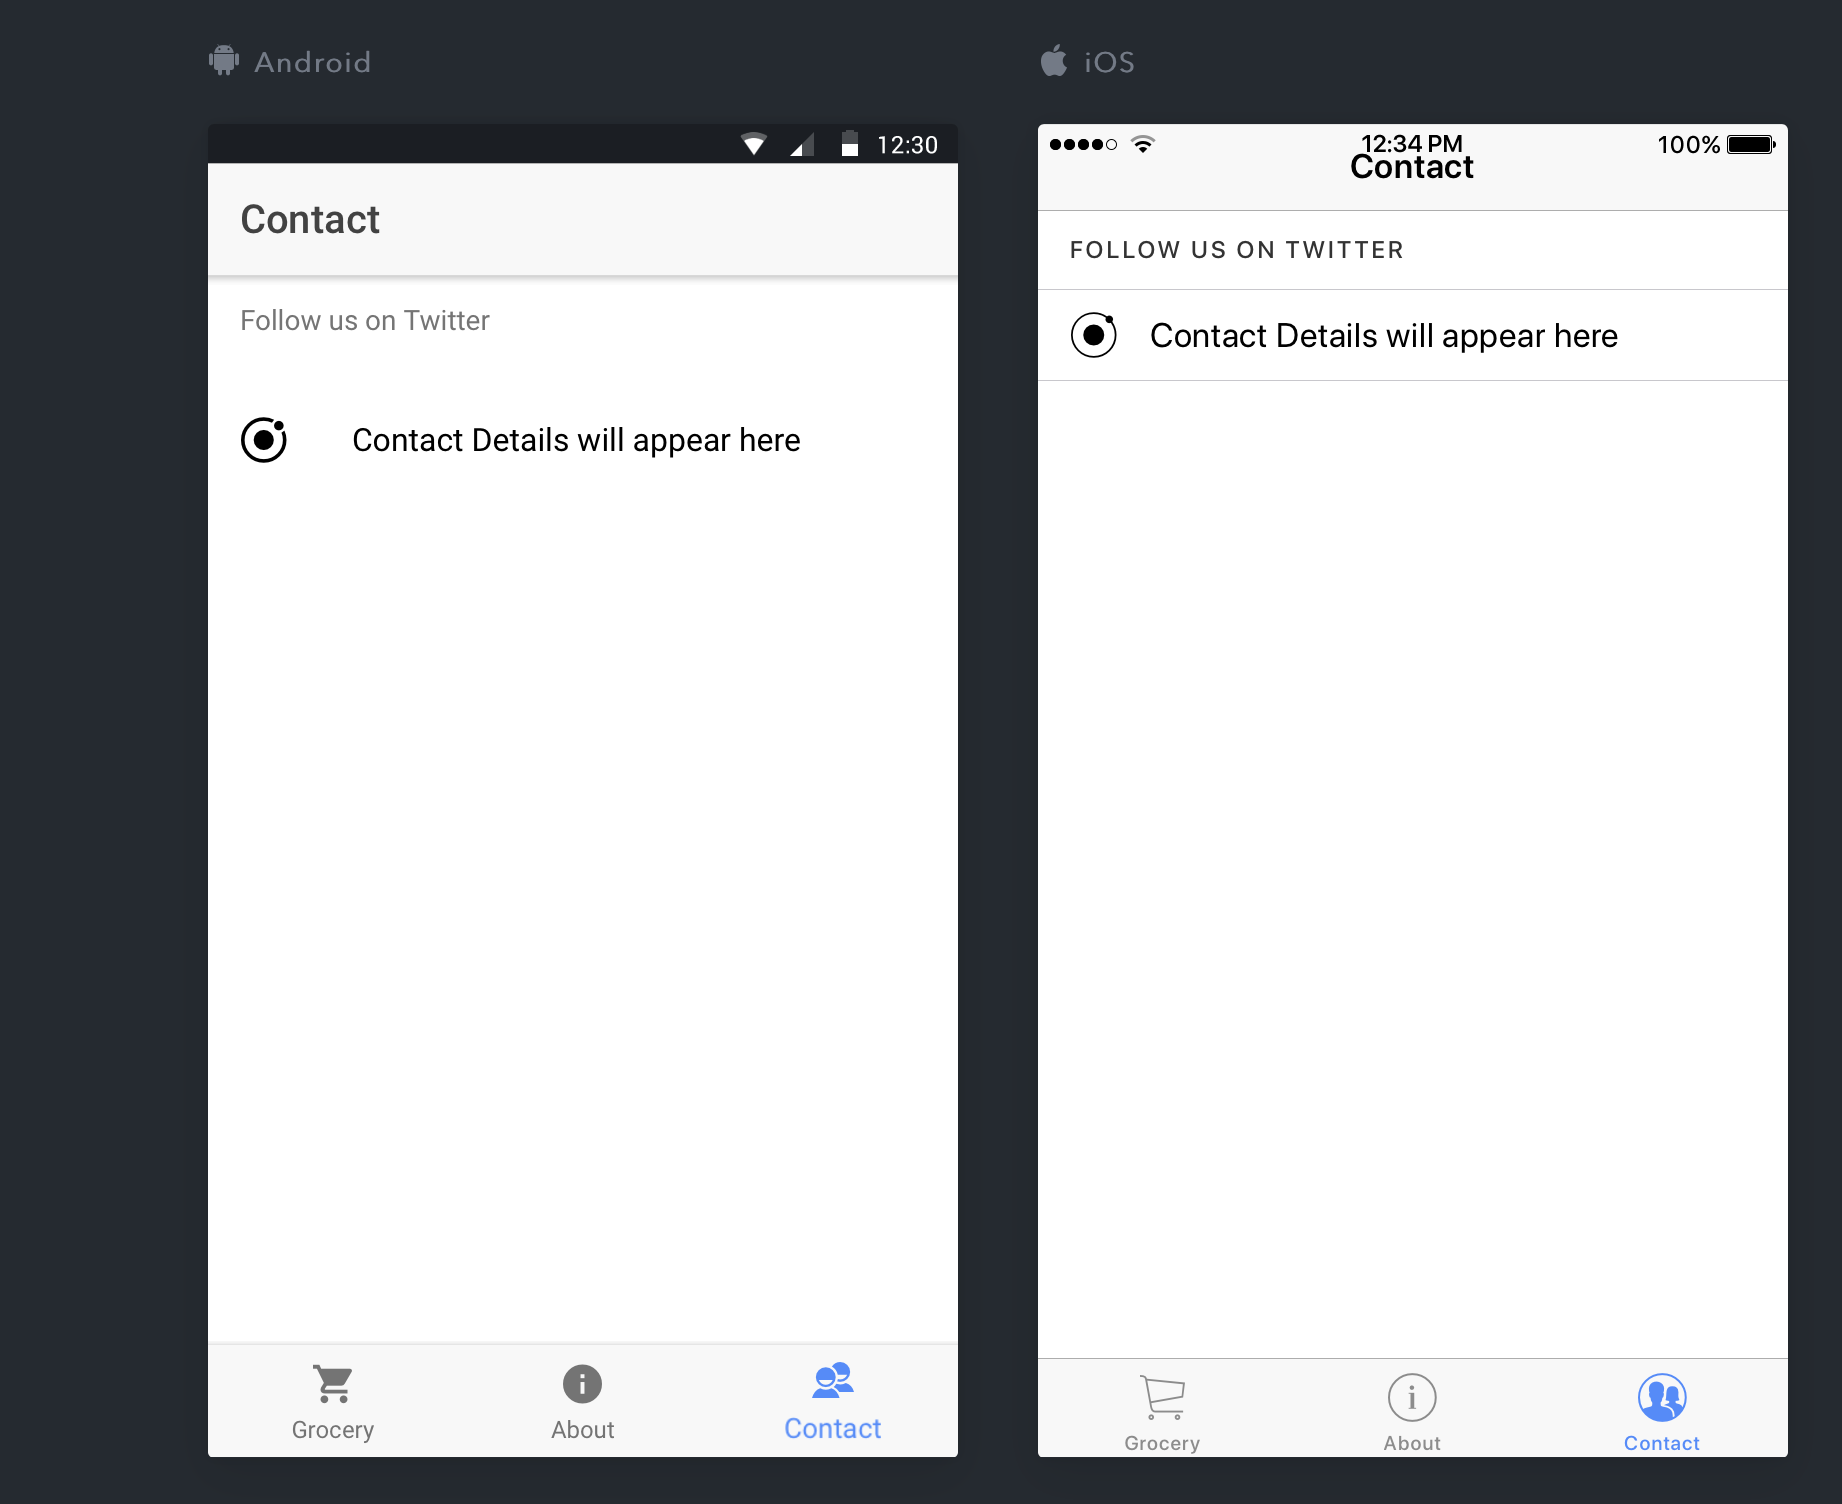 Android
12:30
Contact
Follow us on Twitter
Contact Details will appear here
Grocery
About
Contact
iOS
12:34 PM
100%
Contact
FOLLOW US ON TWITTER
Contact Details will appear here
Grocery
About
Contact